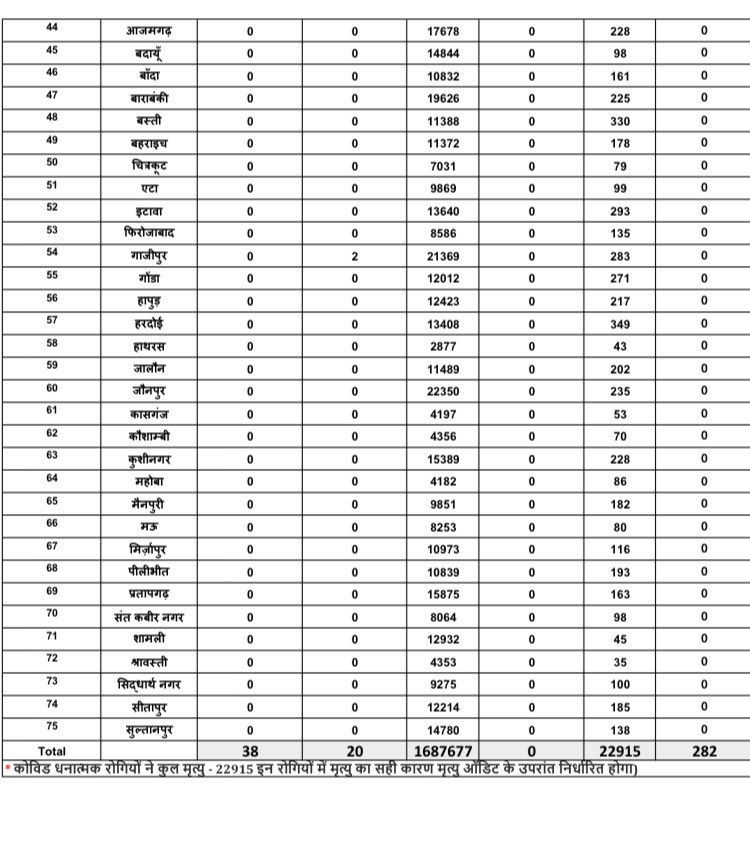 44 आजमगढ़ 0 0 17678 0 228 0
45 बदायूँ 0 0 14844 0 98 0
46 बाँदा 0 0 10832 0 161 0
47 बाराबंकी 0 0 19626 0 225 0
48 बस्ती 0 0 11388 0 330 0
49 बहराइच 0 0 11372 0 178 0
50 चित्रकूट 0 0 7031 0 79 0
51 एटा 0 0 9869 0 99 0
52 इटावा 0 0 13640 0 293 0
53 फिरोजाबाद 0 0 8586 0 135 0
54 गाजीपुर 0 2 21369 0 283 0
55 गोंडा 0 0 12012 0 271 0
56 हापुड़ 0 0 12423 0 217 0
57 हरदोई 0 0 13408 0 349 0
58 हाथरस 0 0 2877 0 43 0
59 जालौन 0 0 11489 0 202 0
60 जौनपुर 0 0 22350 0 235 0
61 कासगंज 0 0 4197 0 53 0
62 कौशाम्बी 0 0 4356 0 70 0
63 कुशीनगर 0 0 15389 0 228 0
64 महोबा 0 0 4182 0 86 0
65 मैनपुरी 0 0 9851 0 182 0
66 मऊ 0 0 8253 0 80 0
67 मिर्ज़ापुर 0 0 10973 0 116 0
68 पीलीभीत 0 0 10839 0 193 0
69 प्रतापगढ़ 0 0 15875 0 163 0
70 संत कबीर नगर 0 0 8064 0 98 0
71 शामली 0 0 12932 0 45 0
72 श्रावस्ती 0 0 4353 0 35 0
73 सिद्धार्थ नगर 0 0 9275 0 100 0
74 सीतापुर 0 0 12214 0 185 0
75 सुल्तानपुर 0 0 14780 0 138 0
Total 38 20 1687677 0 22915 282
* कोविड धनात्मक रोगियों ने कुल मृत्यु - 22915 इन रोगियों में मृत्यु का सही कारण मृत्यु ऑडिट के उपरांत निर्धारित होगा)